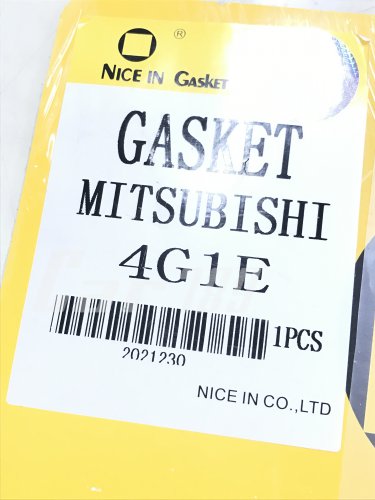 ®
NICE IN GASKET
GASKET
MITSUBISHI
4G1E
1PCS
2021230
NICE IN CO.,LTD